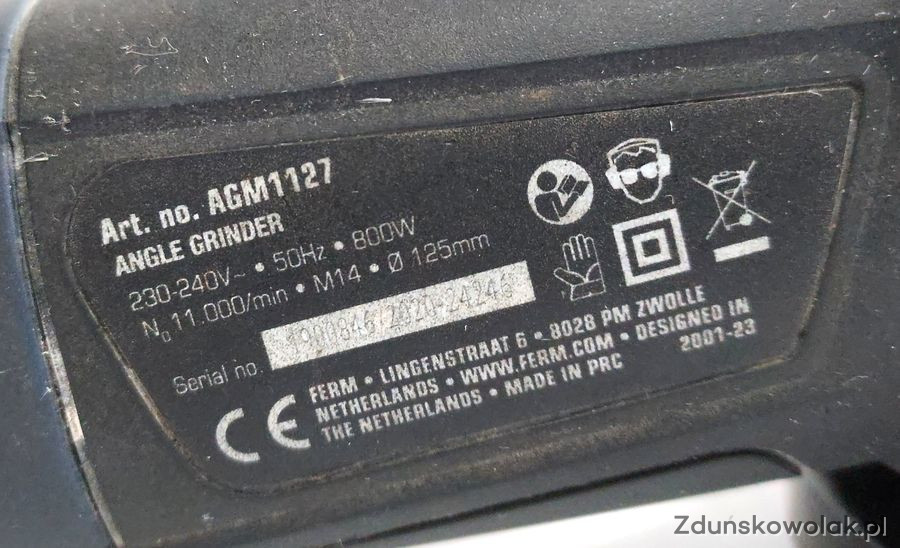 Art. no. AGM1127
ANGLE GRINDER
230-240V~ • 50Hz • 800W
N₀ 11.000/min • M14 • Ø 125mm
Serial no.
CE
FERM • LINGENSTRAAT 6 • 8028 PM ZWOLLE
NETHERLANDS • WWW.FERM.COM • DESIGNED IN
THE NETHERLANDS • MADE IN PRC
2001-23
Zdunskowolak.pl